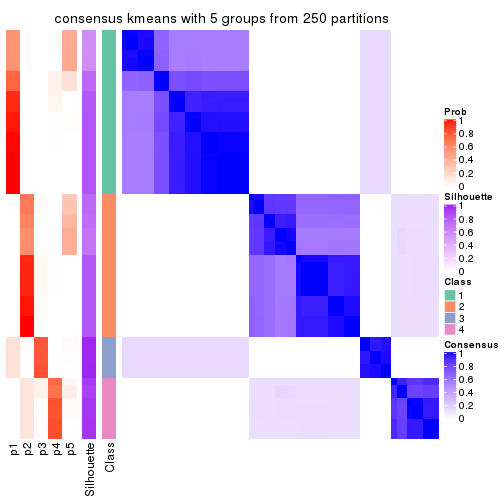 consensus kmeans with 5 groups from 250 partitions
Prob
1
0.8
0.6
0.4
0.2
0
Silhouette
1
0.8
0.6
0.4
0.2
0
Class
1
2
3
4
Consensus
1
0.8
0.6
0.4
0.2
0
p1
p2
p3
p4
p5
Silhouette
Class